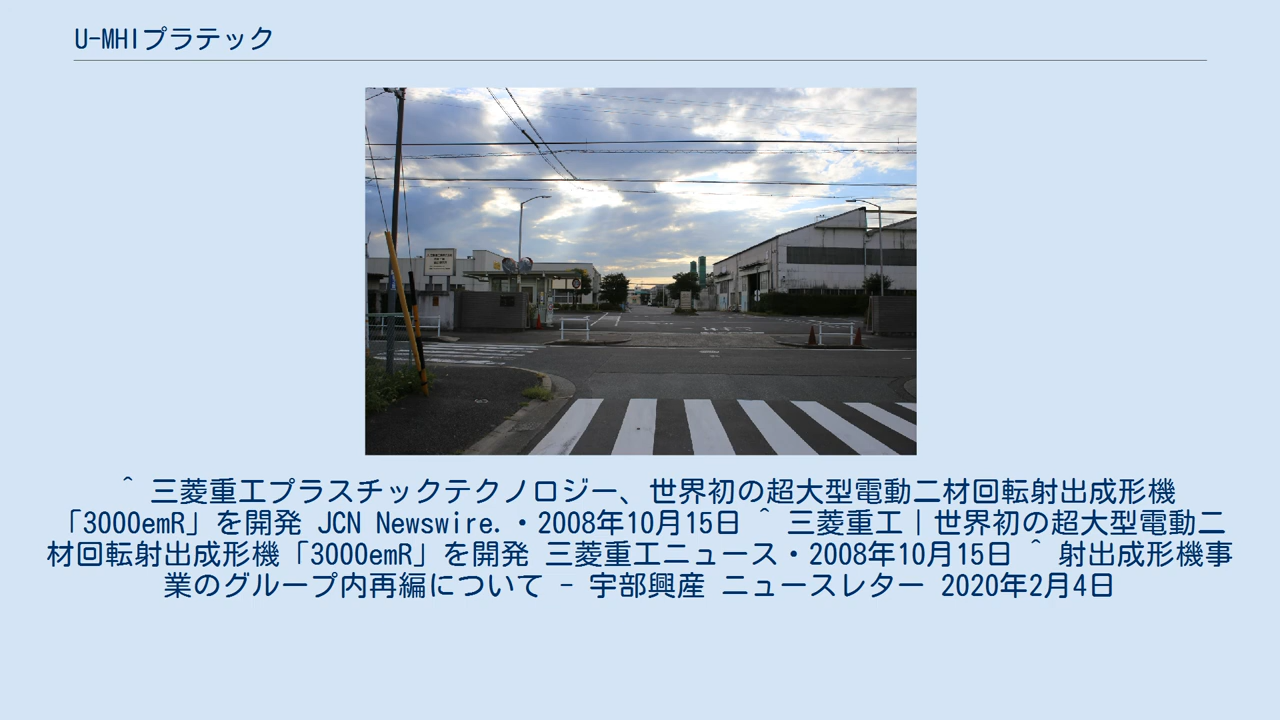 U-MHIプラテック
^ 三菱重工プラスチックテクノロジー、世界初の超大型電動二材回転射出成形機
「3000emR」を開発 JCN Newswire.・2008年10月15日 ^ 三菱重工｜世界初の超大型電動二
材回転射出成形機「3000emR」を開発 三菱重工ニュース・2008年10月15日 ^ 射出成形機事
業のグループ内再編について - 宇部興産 ニュースレター 2020年2月4日